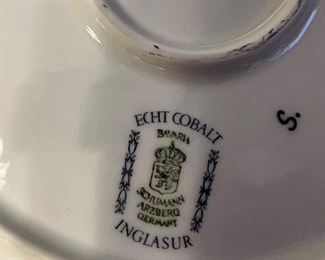 ECHT COBALT
BAVARIA
SCHUMANN
ARZBERG
GERMANY
INGLASUR
S.